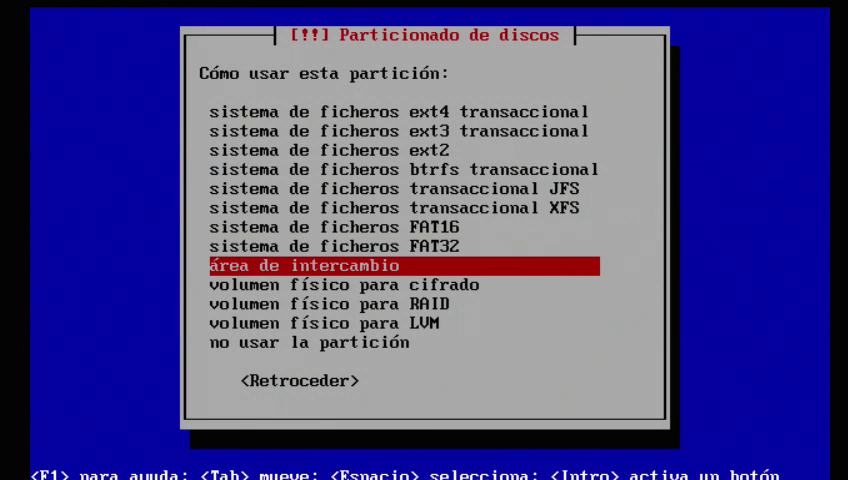 [!!] Particionado de discos
Cómo usar esta partición:
sistema de ficheros ext4 transaccional
sistema de ficheros ext3 transaccional
sistema de ficheros ext2
sistema de ficheros btrfs transaccional
sistema de ficheros transaccional JFS
sistema de ficheros transaccional XFS
sistema de ficheros FAT16
sistema de ficheros FAT32
área de intercambio
volumen físico para cifrado
volumen físico para RAID
volumen físico para LVM
no usar la partición
<Retroceder>
<F1> para ayuda; <Tab> mueve; <Espacio> selecciona; <Intro> activa un botón